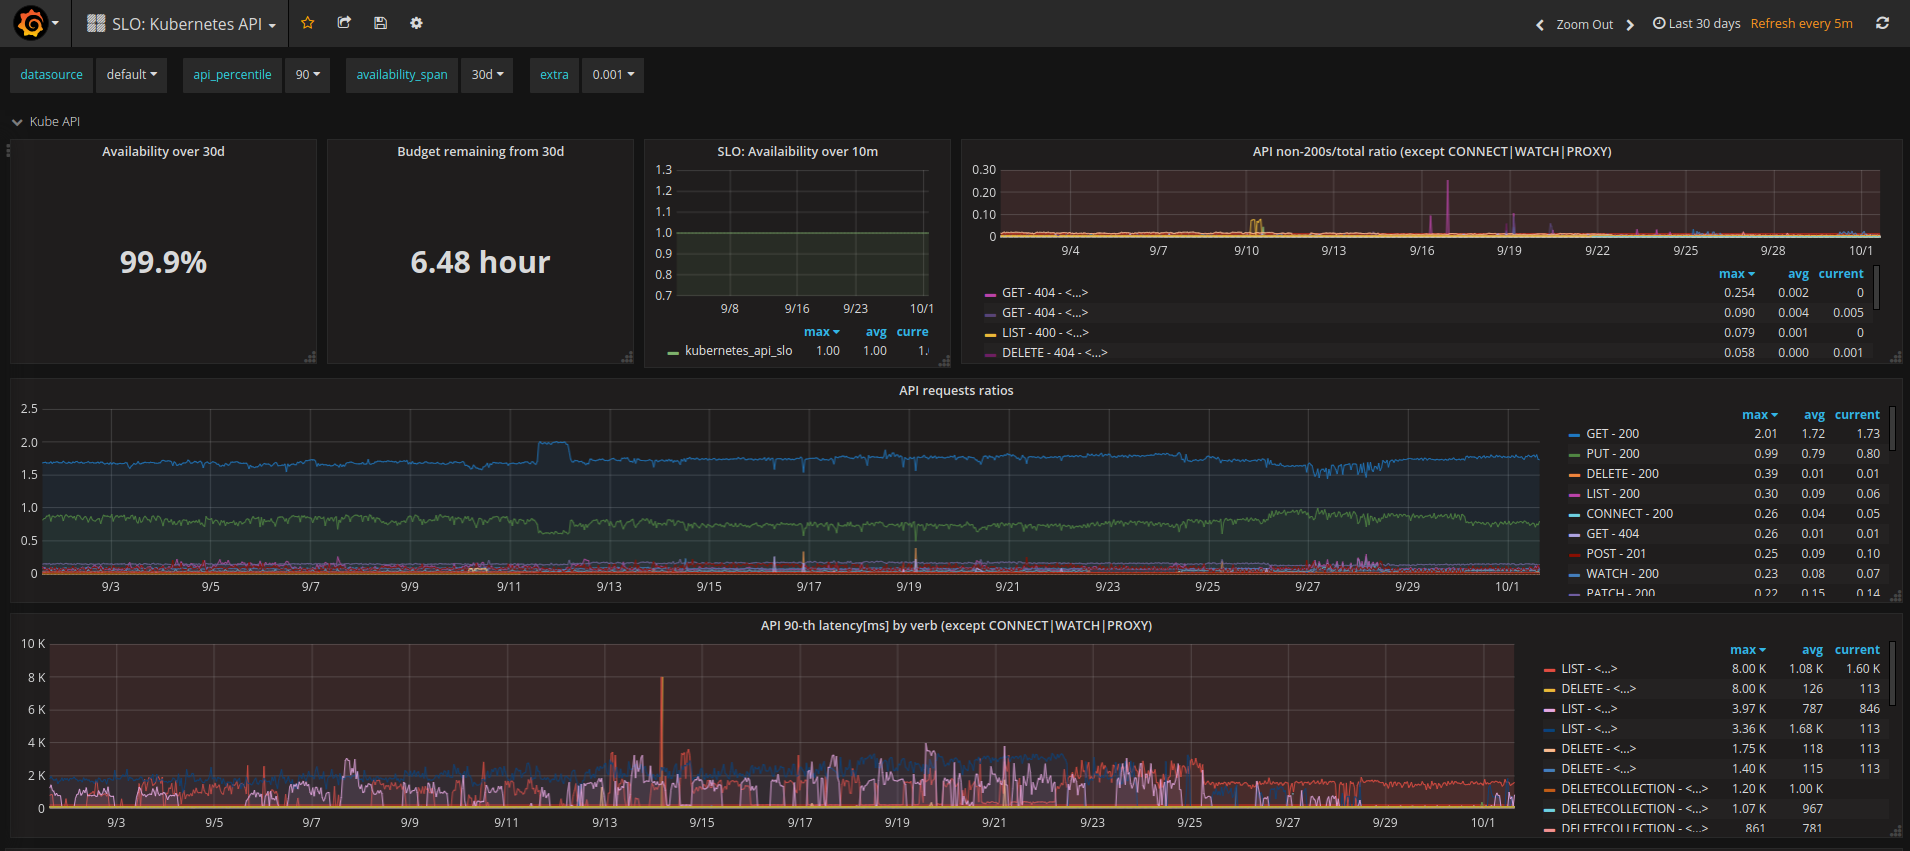 SLO: Kubernetes API
Zoom Out
Last 30 days
Refresh every 5m
datasource default api_percentile 90 availability_span 30d extra 0.001
Kube API
Availability over 30d
99.9%
Budget remaining from 30d
6.48 hour
SLO: Availaibility over 10m
1.3
1.2
1.1
1.0
0.9
0.8
0.7
9/8 9/16 9/23 10/1
max avg curre
kubernetes_api_slo 1.00 1.00 1.
API non-200s/total ratio (except CONNECT|WATCH|PROXY)
0.30
0.20
0.10
0
9/4 9/7 9/10 9/13 9/16 9/19 9/22 9/25 9/28 10/1
max avg current
GET - 404 - <...> 0.254 0.002 0
GET - 404 - <...> 0.090 0.004 0.005
LIST - 400 - <...> 0.079 0.001 0
DELETE - 404 - <...> 0.058 0.000 0.001
API requests ratios
2.5
2.0
1.5
1.0
0.5
0
9/3 9/5 9/7 9/9 9/11 9/13 9/15 9/17 9/19 9/21 9/23 9/25 9/27 9/29 10/1
max avg current
GET - 200 2.01 1.72 1.73
PUT - 200 0.99 0.79 0.80
DELETE - 200 0.39 0.01 0.01
LIST - 200 0.30 0.09 0.06
CONNECT - 200 0.26 0.04 0.05
GET - 404 0.26 0.01 0.01
POST - 201 0.25 0.09 0.10
WATCH - 200 0.23 0.08 0.07
PATCH - 200 0.22 0.15 0.14
API 90-th latency[ms] by verb (except CONNECT|WATCH|PROXY)
10 K
8 K
6 K
4 K
2 K
0
9/3 9/5 9/7 9/9 9/11 9/13 9/15 9/17 9/19 9/21 9/23 9/25 9/27 9/29 10/1
max avg current
LIST - <...> 8.00 K 1.08 K 1.60 K
DELETE - <...> 8.00 K 126 113
LIST - <...> 3.97 K 787 846
LIST - <...> 3.36 K 1.68 K 113
DELETE - <...> 1.75 K 118 113
DELETE - <...> 1.40 K 115 113
DELETECOLLECTION - <...> 1.20 K 1.00 K
DELETECOLLECTION - <...> 1.07 K 967
DELETECOLLECTION - <...> 861 781